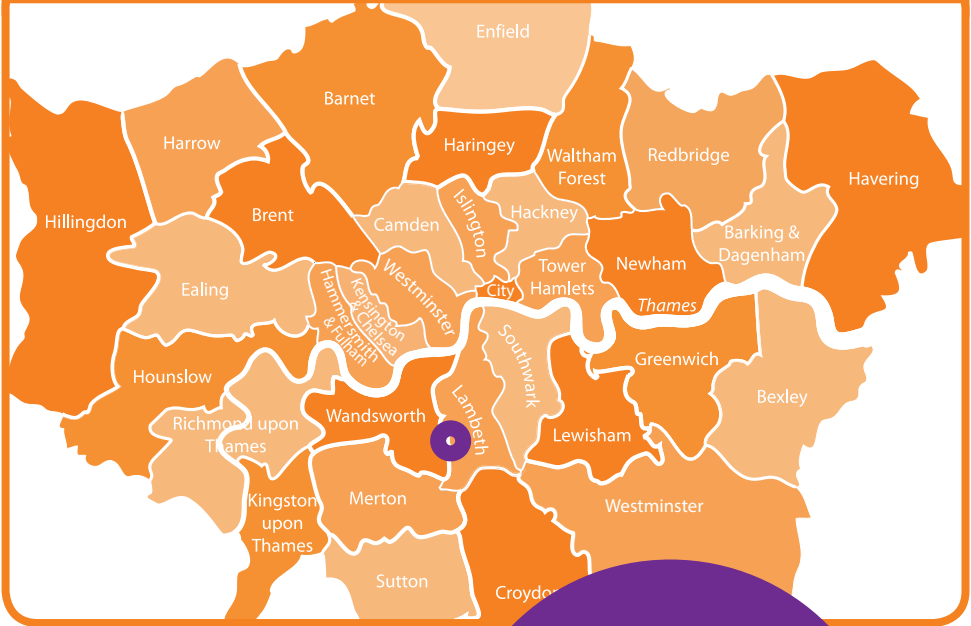 Enfield
Barnet
Harrow
Haringey
Waltham
Forest
Redbridge
Havering
Hillingdon
Brent
Camden
Islington
Hackney
Barking &
Dagenham
Ealing
Hammersmith
& Fulham
Kensington
& Chelsea
Westminster
City
Tower
Hamlets
Newham
Thames
Hounslow
Southwark
Greenwich
Richmond upon
Thames
Wandsworth
Lambeth
Lewisham
Bexley
Kingston
upon
Thames
Merton
Westminster
Sutton
Croydo